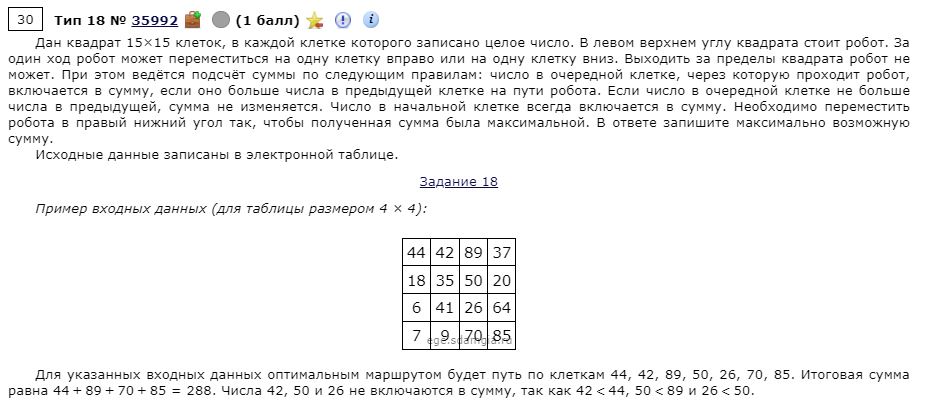 30 Тип 18 № 35992 (1 балл)
Дан квадрат 15×15 клеток, в каждой клетке которого записано целое число. В левом верхнем углу квадрата стоит робот. За
один ход робот может переместиться на одну клетку вправо или на одну клетку вниз. Выходить за пределы квадрата робот не
может. При этом ведётся подсчёт суммы по следующим правилам: число в очередной клетке, через которую проходит робот,
включается в сумму, если оно больше числа в предыдущей клетке на пути робота. Если число в очередной клетке не больше
числа в предыдущей, сумма не изменяется. Число в начальной клетке всегда включается в сумму. Необходимо переместить
робота в правый нижний угол так, чтобы полученная сумма была максимальной. В ответе запишите максимально возможную
сумму.
Исходные данные записаны в электронной таблице.
Задание 18
Пример входных данных (для таблицы размером 4 × 4):
44 42 89 37
18 35 50 20
6 41 26 64
7 9 70 85
ege.sdamgia.ru
Для указанных входных данных оптимальным маршрутом будет путь по клеткам 44, 42, 89, 50, 26, 70, 85. Итоговая сумма
равна 44 + 89 + 70 + 85 = 288. Числа 42, 50 и 26 не включаются в сумму, так как 42 < 44, 50 < 89 и 26 < 50.